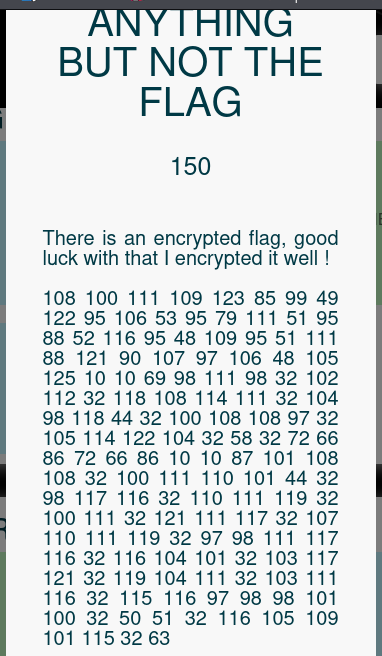 ANYTHING
BUT NOT THE
FLAG
150
There is an encrypted flag, good
luck with that I encrypted it well !
108 100 111 109 123 85 99 49
122 95 106 53 95 79 111 51 95
88 52 116 95 48 109 95 51 111
88 121 90 107 97 106 48 105
125 10 10 69 98 111 98 32 102
112 32 118 108 114 111 32 104
98 118 44 32 100 108 108 97 32
105 114 122 104 32 58 32 72 66
86 72 66 86 10 10 87 101 108
108 32 100 111 110 101 44 32
98 117 116 32 110 111 119 32
100 111 32 121 111 117 32 107
110 111 119 32 97 98 111 117
116 32 116 104 101 32 103 117
121 32 119 104 111 32 103 111
116 32 115 116 97 98 98 101
100 32 50 51 32 116 105 109
101 115 32 63